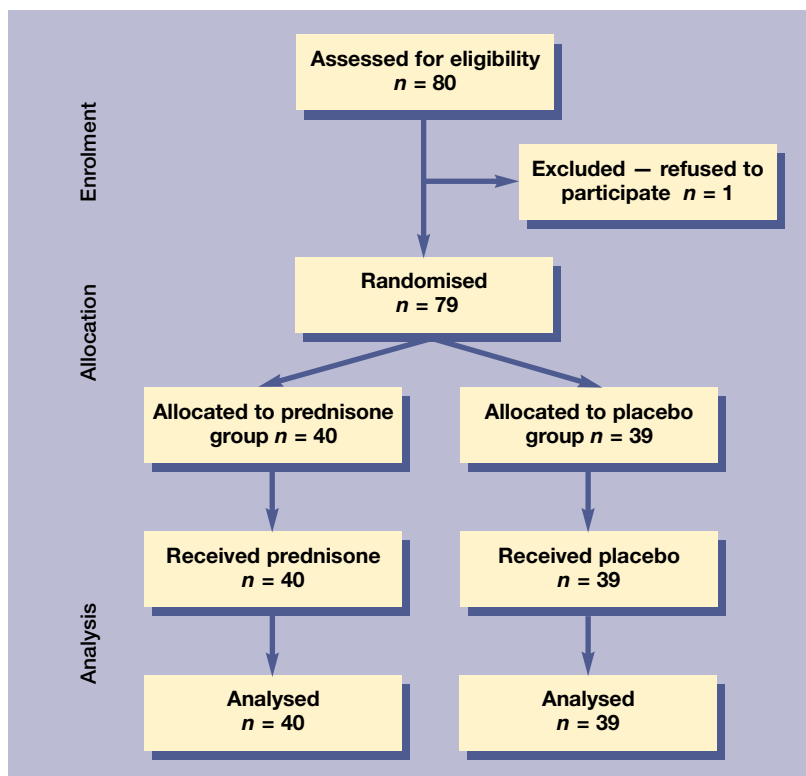 Assessed for eligibility
n = 80
Enrolment
Excluded — refused to
participate n = 1
Randomised
n = 79
Allocation
Allocated to prednisone
group n = 40
Allocated to placebo
group n = 39
Received prednisone
n = 40
Received placebo
n = 39
Analysis
Analysed
n = 40
Analysed
n = 39